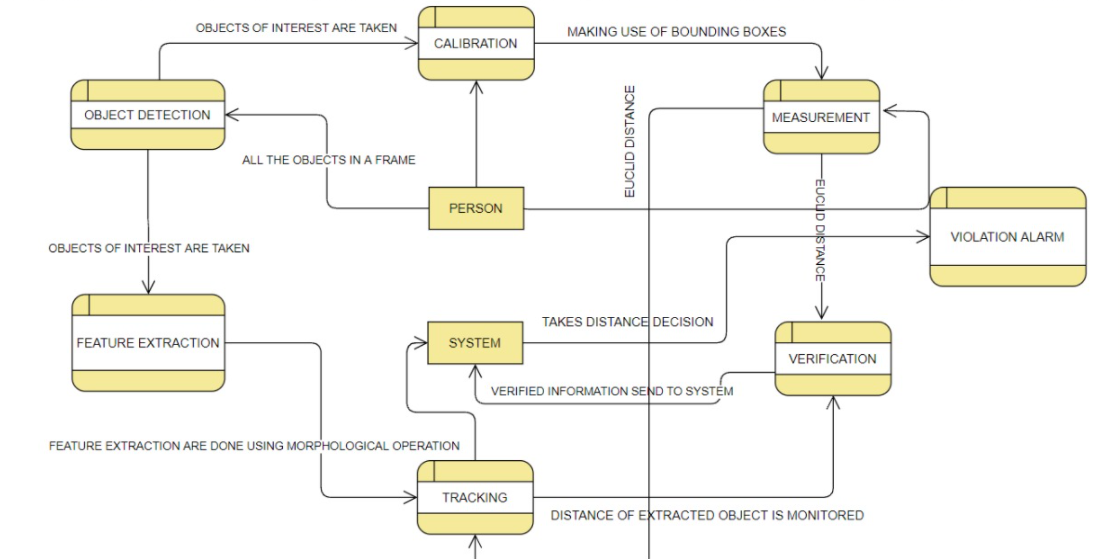 OBJECTS OF INTEREST ARE TAKEN
CALIBRATION
MAKING USE OF BOUNDING BOXES
OBJECT DETECTION
MEASUREMENT
EUCLID DISTANCE
ALL THE OBJECTS IN A FRAME
PERSON
EUCLID DISTANCE
VIOLATION ALARM
OBJECTS OF INTEREST ARE TAKEN
TAKES DISTANCE DECISION
FEATURE EXTRACTION
SYSTEM
VERIFICATION
VERIFIED INFORMATION SEND TO SYSTEM
FEATURE EXTRACTION ARE DONE USING MORPHOLOGICAL OPERATION
TRACKING
DISTANCE OF EXTRACTED OBJECT IS MONITORED